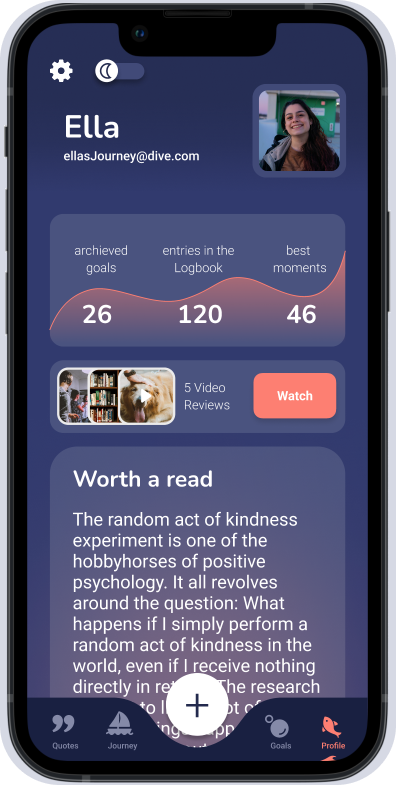 Ella
ellasJourney@dive.com
archieved goals
entries in the Logbook
best moments
26
120
46
5 Video
Reviews
Watch
Worth a read
The random act of kindness
experiment is one of the
hobbyhorses of positive
psychology. It all revolves
around the question: What
happens if I simply perform a
random act of kindness in the
world, even if I receive nothing
directly in The research
to of
Quotes
Journey
Goals
Profile